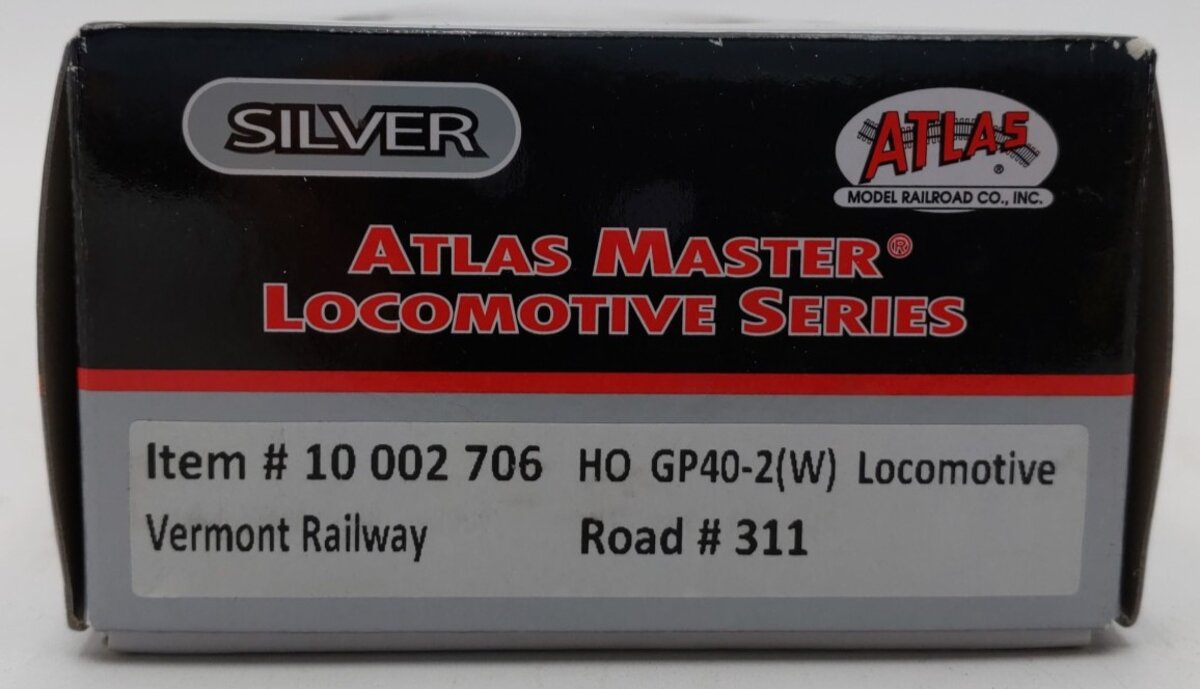 SILVER
ATLAS
®
MODEL RAILROAD CO., INC.
ATLAS MASTER®
LOCOMOTIVE SERIES
Item # 10 002 706 HO GP40-2(W) Locomotive
Vermont Railway Road # 311